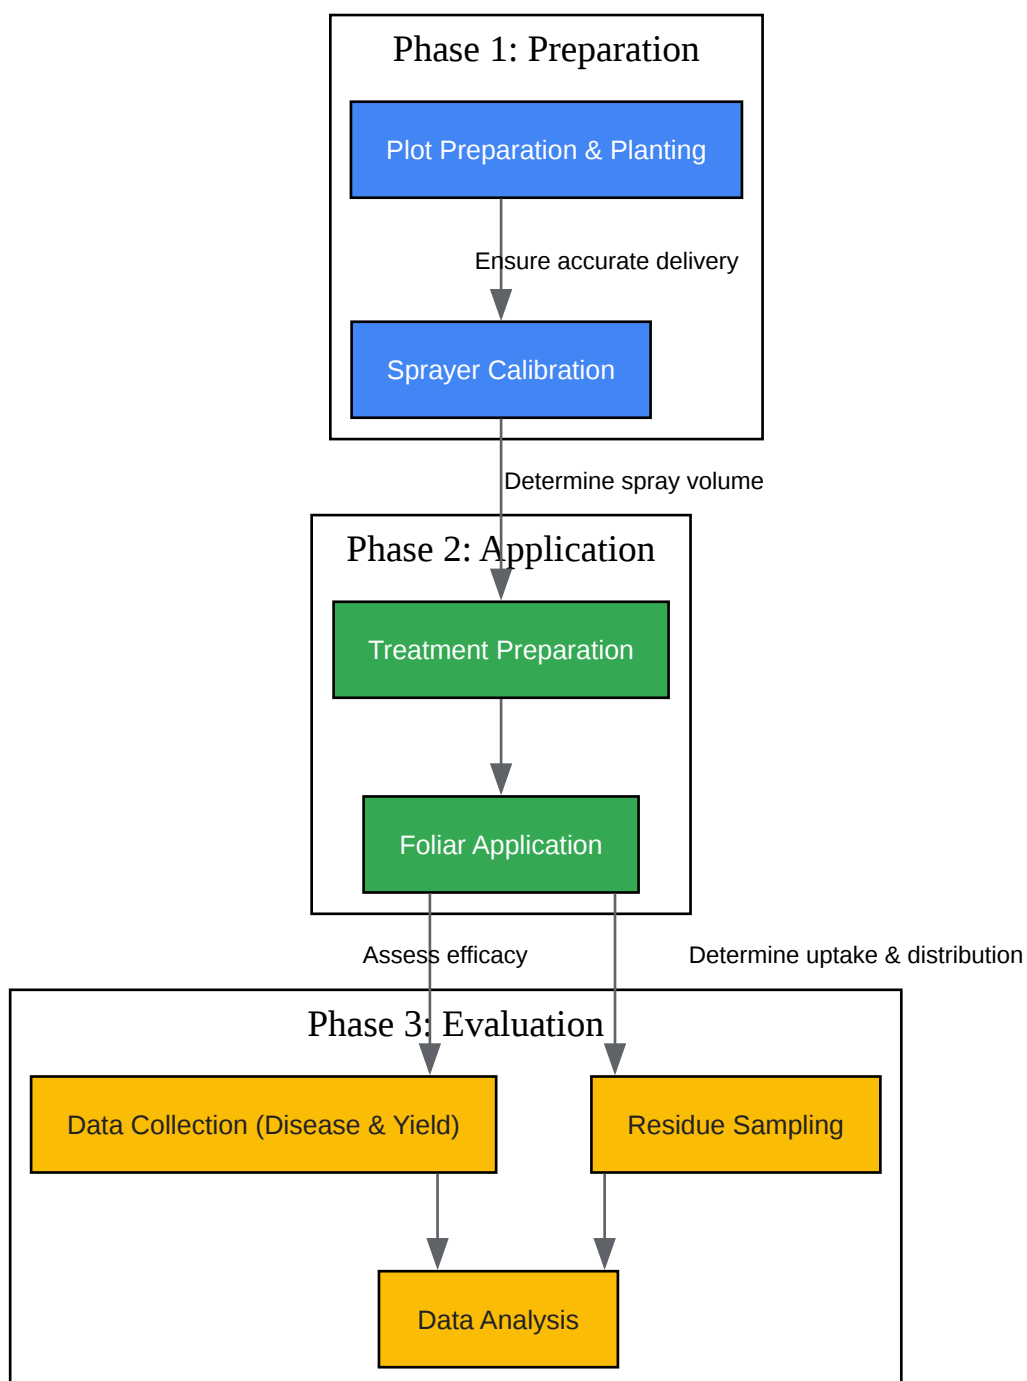 Phase 1: Preparation
Plot Preparation & Planting
Ensure accurate delivery
Sprayer Calibration
Determine spray volume
Phase 2: Application
Treatment Preparation
Foliar Application
Assess efficacy
Determine uptake & distribution
Phase 3: Evaluation
Data Collection (Disease & Yield)
Residue Sampling
Data Analysis